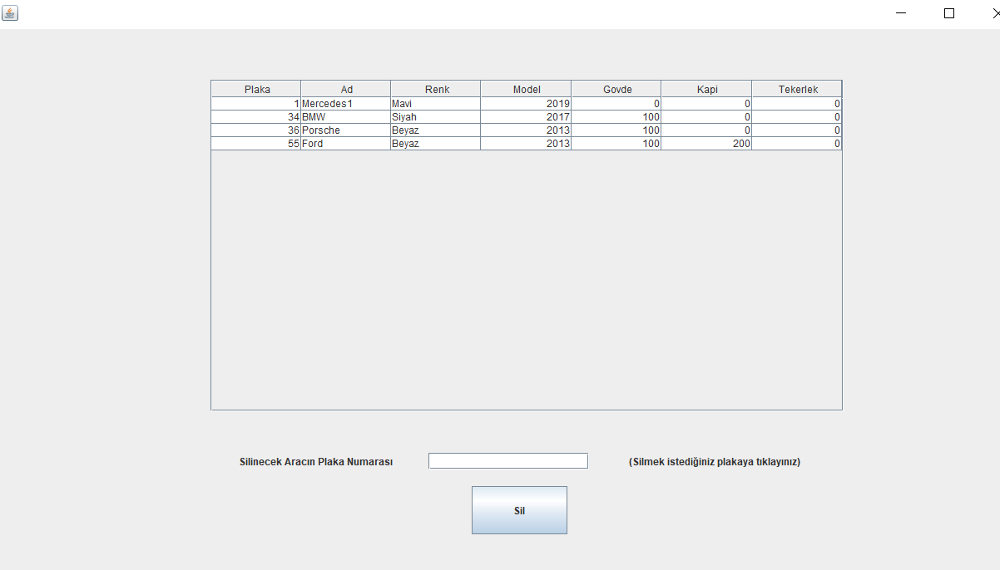 Plaka Ad Renk Model Govde Kapi Tekerlek
1 Mercedes1 Mavi 2019 0 0 0
34 BMW Siyah 2017 100 0 0
36 Porsche Beyaz 2013 100 0 0
55 Ford Beyaz 2013 100 200 0
Silinecek Aracın Plaka Numarası (Silmek istediğiniz plakaya tıklayınız)
Sil